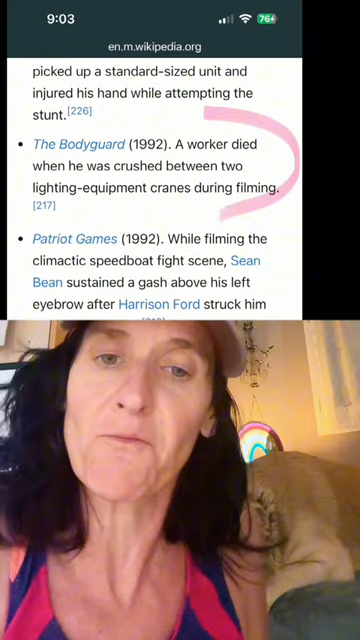 9:03
76
en.m.wikipedia.org
picked up a standard-sized unit and
injured his hand while attempting the
stunt.[226]
• The Bodyguard (1992). A worker died
when he was crushed between two
lighting-equipment cranes during filming.
[217]
• Patriot Games (1992). While filming the
climactic speedboat fight scene, Sean
Bean sustained a gash above his left
eyebrow after Harrison Ford struck him